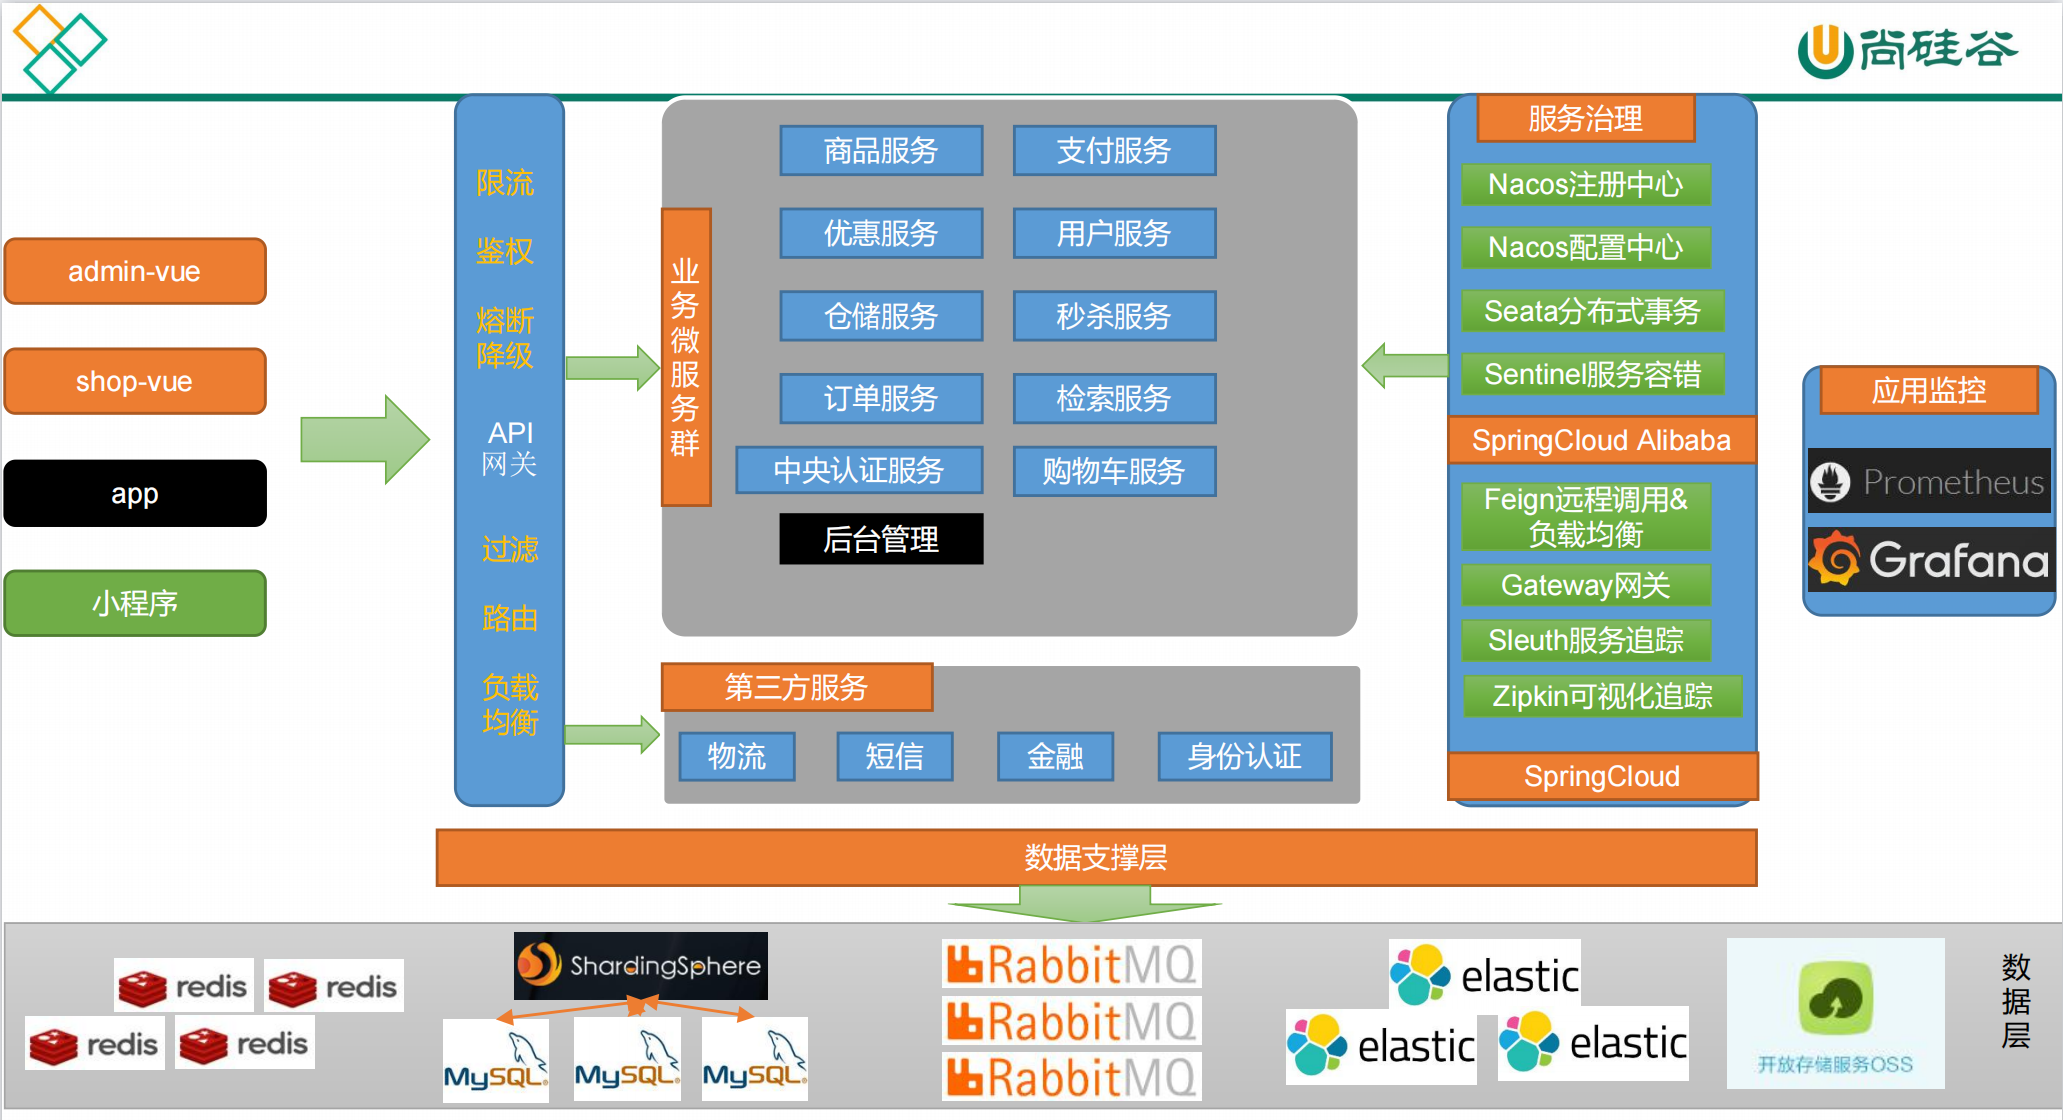 尚硅谷
admin-vue
shop-vue
app
小程序
限流
鉴权
熔断
降级
API
网关
过滤
路由
负载
均衡
业务微服务群
商品服务
支付服务
优惠服务
用户服务
仓储服务
秒杀服务
订单服务
检索服务
中央认证服务
购物车服务
后台管理
第三方服务
物流
短信
金融
身份认证
服务治理
Nacos注册中心
Nacos配置中心
Seata分布式事务
Sentinel服务容错
SpringCloud Alibaba
Feign远程调用&
负载均衡
Gateway网关
Sleuth服务追踪
Zipkin可视化追踪
SpringCloud
应用监控
Prometheus
Grafana
数据支撑层
redis
redis
redis
redis
ShardingSphere
MySQL
MySQL
MySQL
RabbitMQ
RabbitMQ
RabbitMQ
elastic
elastic
elastic
开放存储服务OSS
数据层